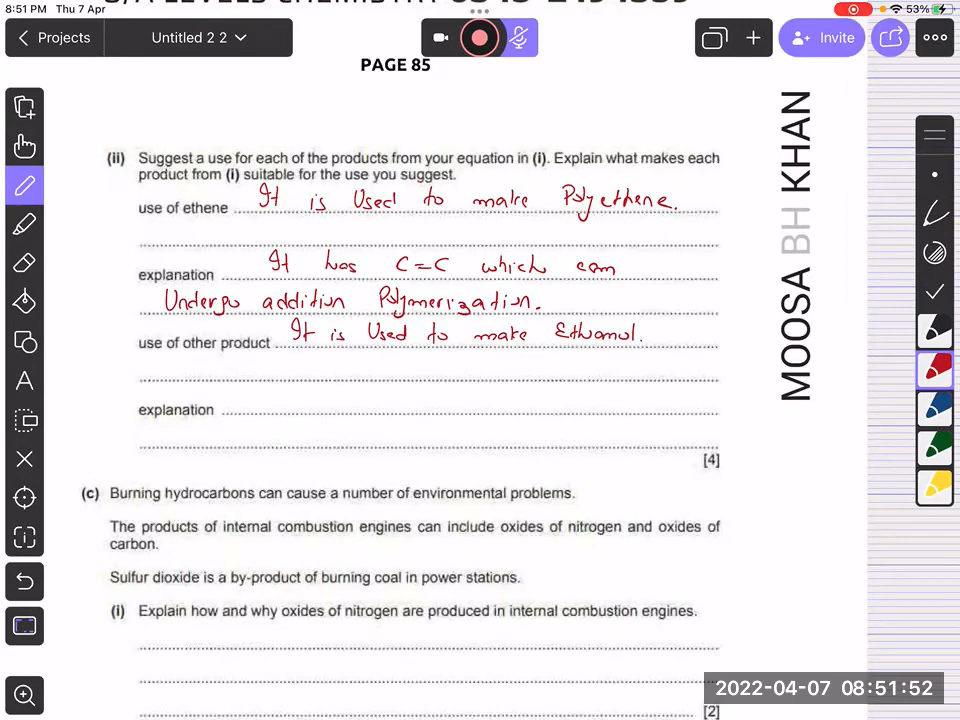 8:51 PM Thu 7 Apr
53%
Projects
Untitled 2 2
Invite
PAGE 85
MOOSA BH KHAN
(ii) Suggest a use for each of the products from your equation in (i). Explain what makes each
product from (i) suitable for the use you suggest.
use of ethene It is Used to make Polyethene.
explanation It has C=C which can
Undergo addition Polymerization.
use of other product It is Used to make Ethanol.
explanation
[4]
(c) Burning hydrocarbons can cause a number of environmental problems.
The products of internal combustion engines can include oxides of nitrogen and oxides of
carbon.
Sulfur dioxide is a by-product of burning coal in power stations.
(i) Explain how and why oxides of nitrogen are produced in internal combustion engines.
2022-04-07 08:51:52
[2]